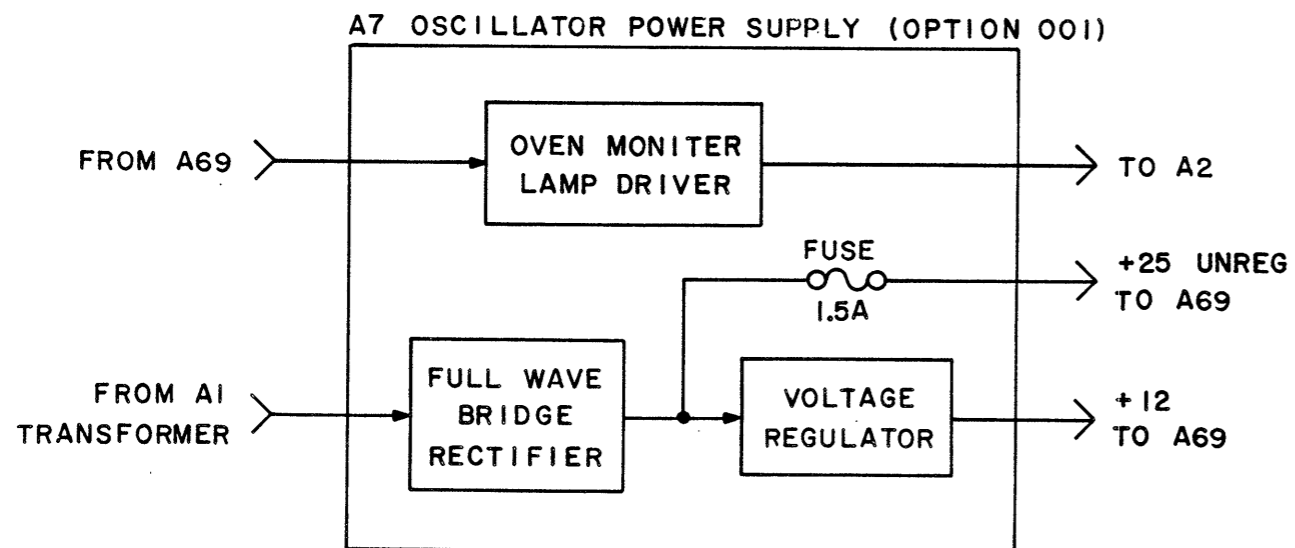 A7 OSCILLATOR POWER SUPPLY (OPTION 001)
FROM A69
OVEN MONITER
LAMP DRIVER
TO A2
FUSE
1.5A
+25 UNREG
TO A69
FROM A1
TRANSFORMER
FULL WAVE
BRIDGE
RECTIFIER
VOLTAGE
REGULATOR
+12
TO A69